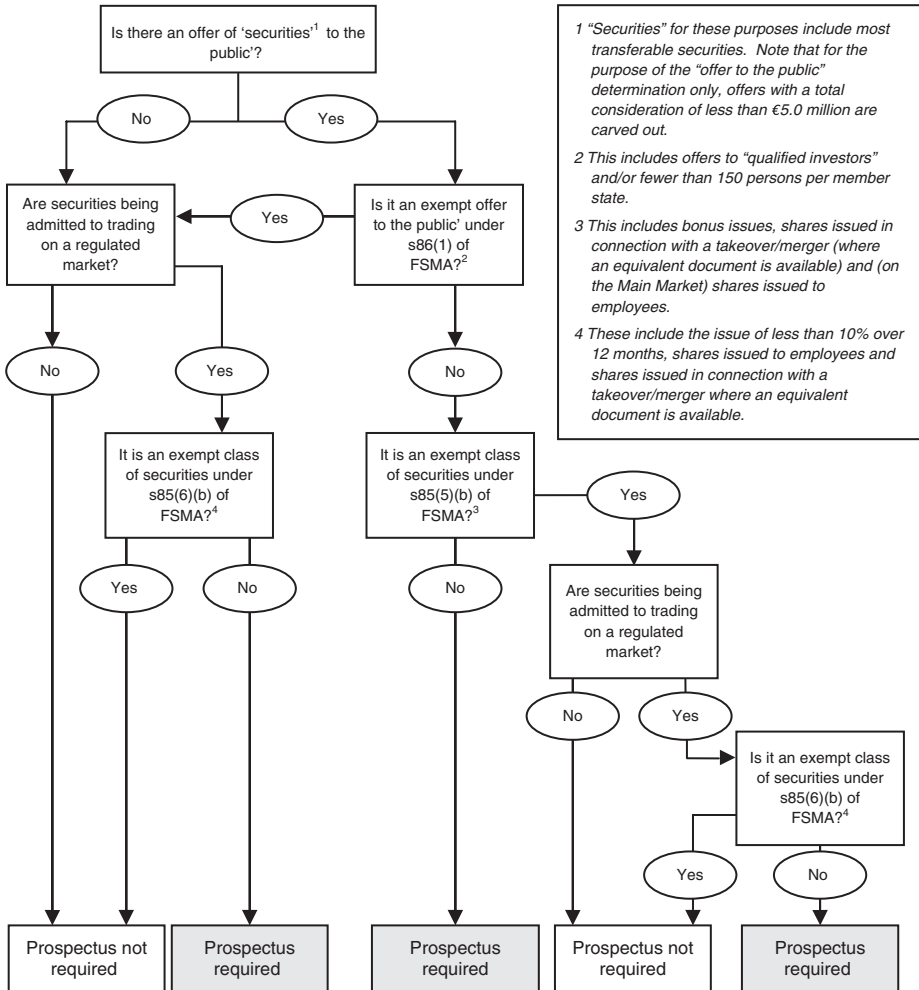 Is there an offer of ‘securities’1 to the
public’?
1 “Securities” for these purposes include most
transferable securities. Note that for the
purpose of the “offer to the public”
determination only, offers with a total
consideration of less than €5.0 million are
carved out.
2 This includes offers to “qualified investors”
and/or fewer than 150 persons per member
state.
3 This includes bonus issues, shares issued in
connection with a takeover/merger (where
an equivalent document is available) and (on
the Main Market) shares issued to
employees.
4 These include the issue of less than 10% over
12 months, shares issued to employees and
shares issued in connection with a
takeover/merger where an equivalent
document is available.
No
Yes
Are securities being
admitted to trading
on a regulated
market?
Yes
Is it an exempt offer
to the public’ under
s86(1) of
FSMA?2
No
Yes
No
It is an exempt class
of securities under
s85(6)(b) of
FSMA?4
It is an exempt class
of securities under
s85(5)(b) of
FSMA?3
Yes
Yes
No
No
Are securities being
admitted to trading
on a regulated
market?
No
Yes
Is it an exempt class
of securities under
s85(6)(b) of
FSMA?4
Yes
No
Prospectus not
required
Prospectus
required
Prospectus
required
Prospectus not
required
Prospectus
required